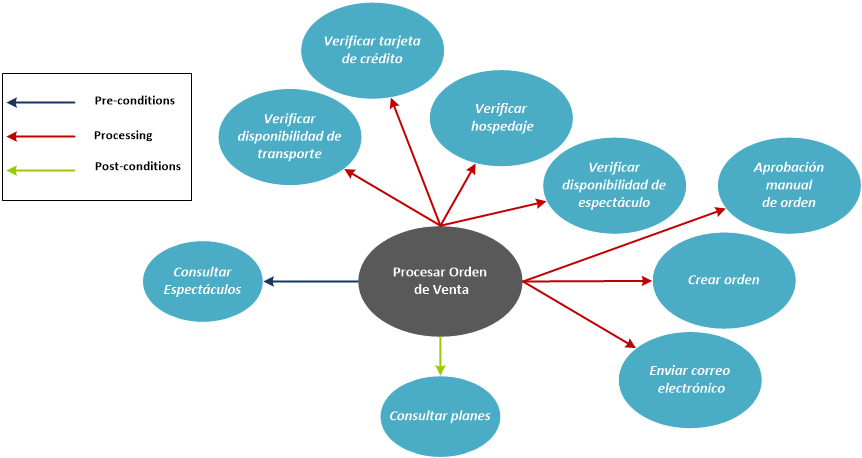 Pre-conditions
Processing
Post-conditions
Verificar tarjeta
de crédito
Verificar
disponibilidad de
transporte
Verificar
hospedaje
Verificar
disponibilidad de
espectáculo
Aprobación
manual
de orden
Consultar
Espectáculos
Procesar Orden
de Venta
Crear orden
Enviar correo
electrónico
Consultar planes